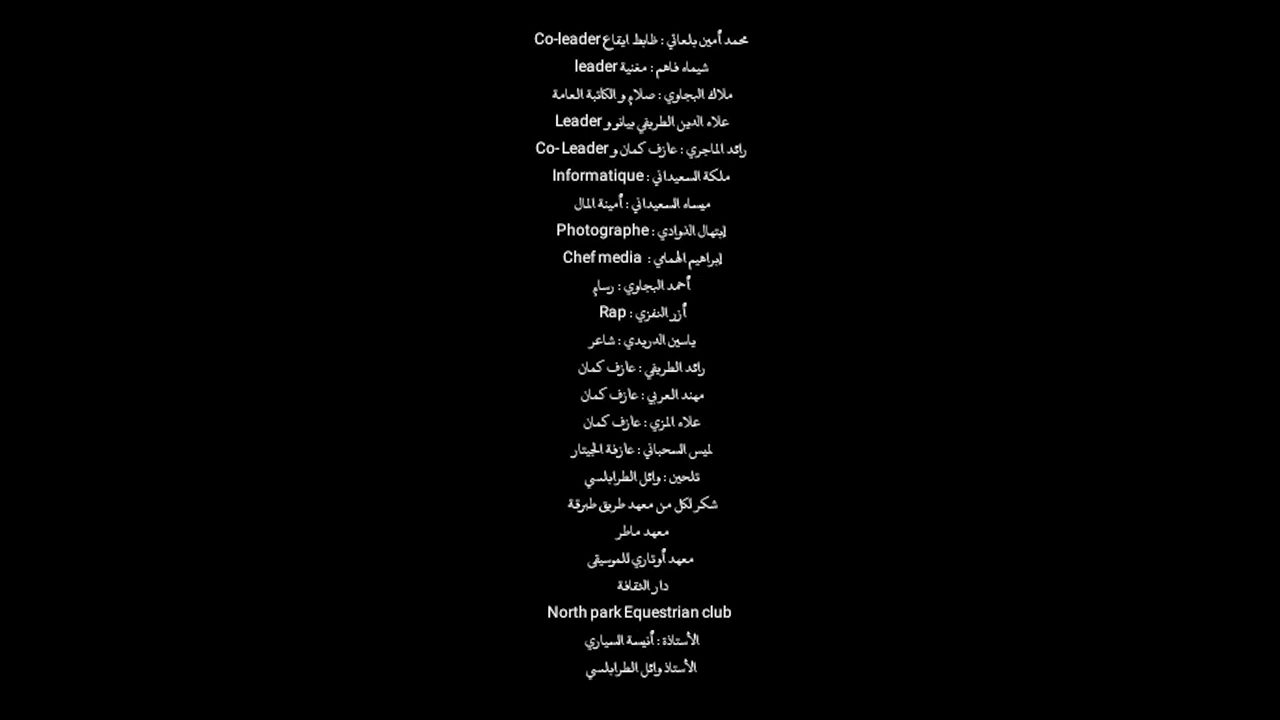 محمد أمين بلعاتي : ظابط ايقاع Co-leader
شيماء فاهم : مغنية leader
ملاك البجاوي : صلام و الكاتبة العامة
علاء الدين الطريفي بيانو و Leader
رائد الماجري : عازف كمان و Co- Leader
ملكة السعيداني : Informatique
ميساء السعيداني : أمينة المال
إبتهال الذوادي : Photographe
إبراهيم الهمامي : Chef media
أحمد البجاوي : رسام
أزر النفزي : Rap
ياسين الدريدي : شاعر
رائد الطريفي : عازف كمان
مهند العربي : عازف كمان
علاء المزي : عازف كمان
لميس السحباني : عازفة الجيتار
تلحين : وائل الطرابلسي
شكر لكل من معهد طريق طبرقة
معهد ماطر
معهد أوتاري للموسيقى
دار الثقافة
North park Equestrian club
الأستاذة : أنيسة السياري
الأستاذ وائل الطرابلسي